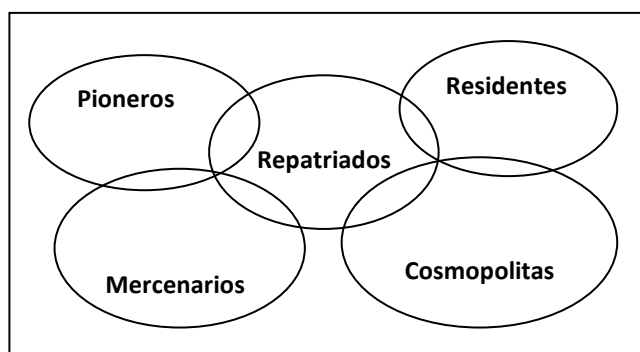 Pioneros
Residentes
Repatriados
Mercenarios
Cosmopolitas